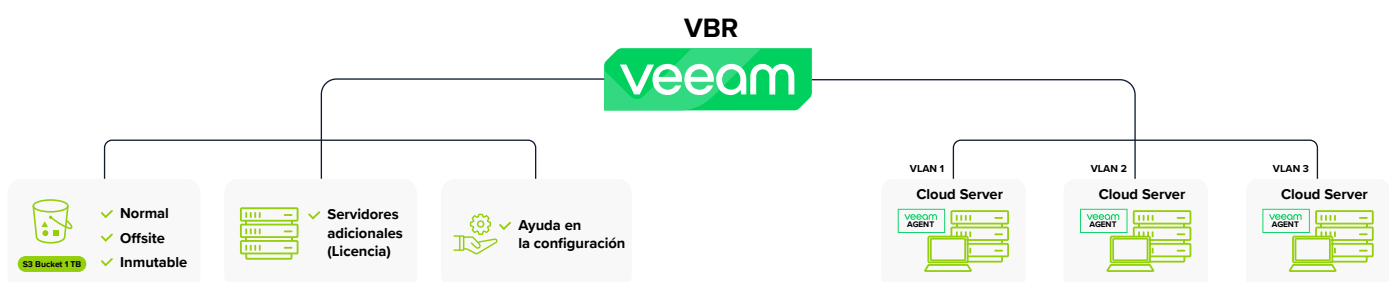 VBR
veeam
Normal
Offsite
Inmutable
S3 Bucket 1 TB
Servidores
adicionales
(Licencia)
Ayuda en
la configuración
VLAN 1
Cloud Server
veeam
AGENT
VLAN 2
Cloud Server
veeam
AGENT
VLAN 3
Cloud Server
veeam
AGENT